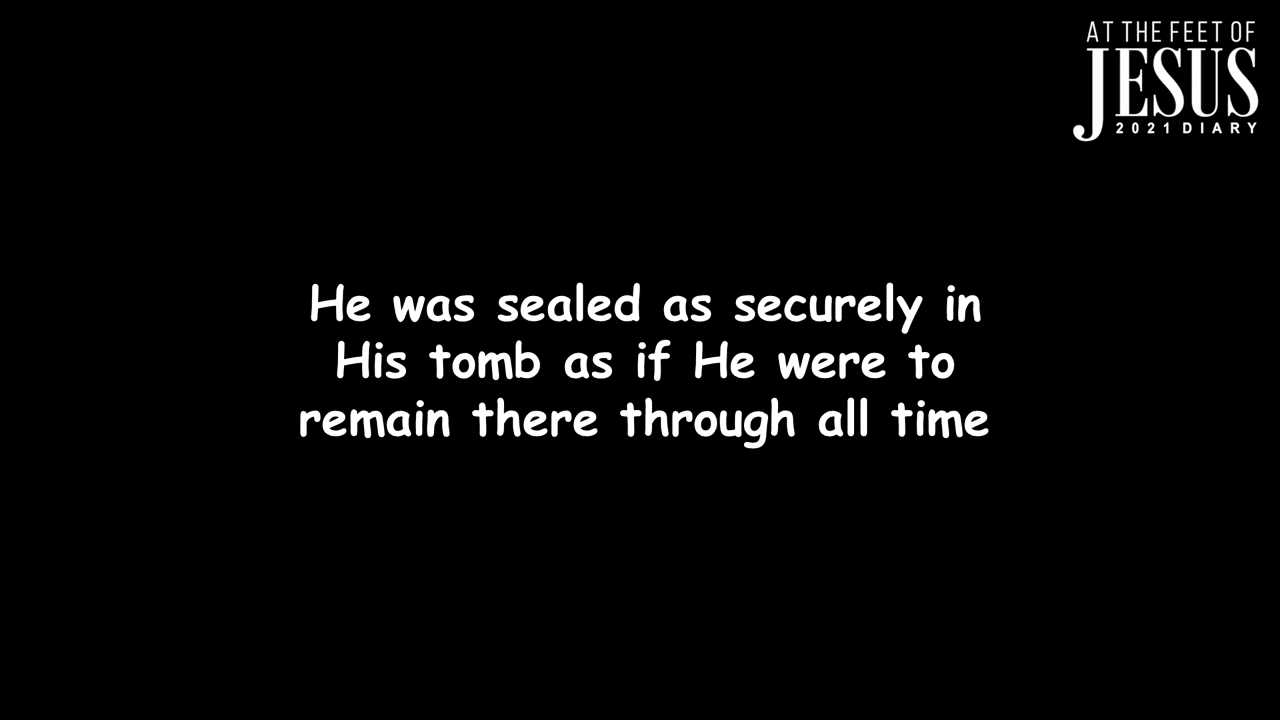 AT THE FEET OF
JESUS
2021 DIARY
He was sealed as securely in
His tomb as if He were to
remain there through all time